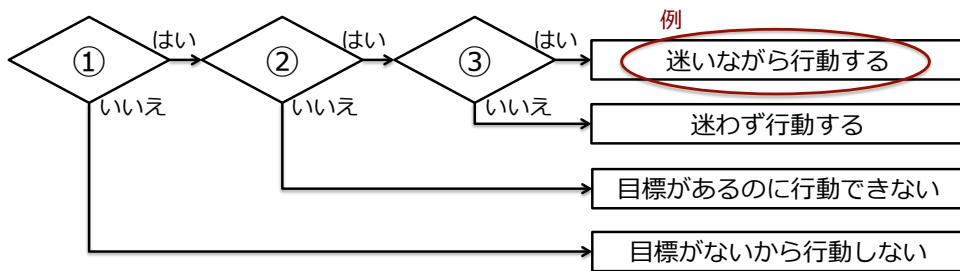 例
① はい ② はい ③ はい 迷いながら行動する
いいえ いいえ いいえ
迷わず行動する
目標があるのに行動できない
目標がないから行動しない